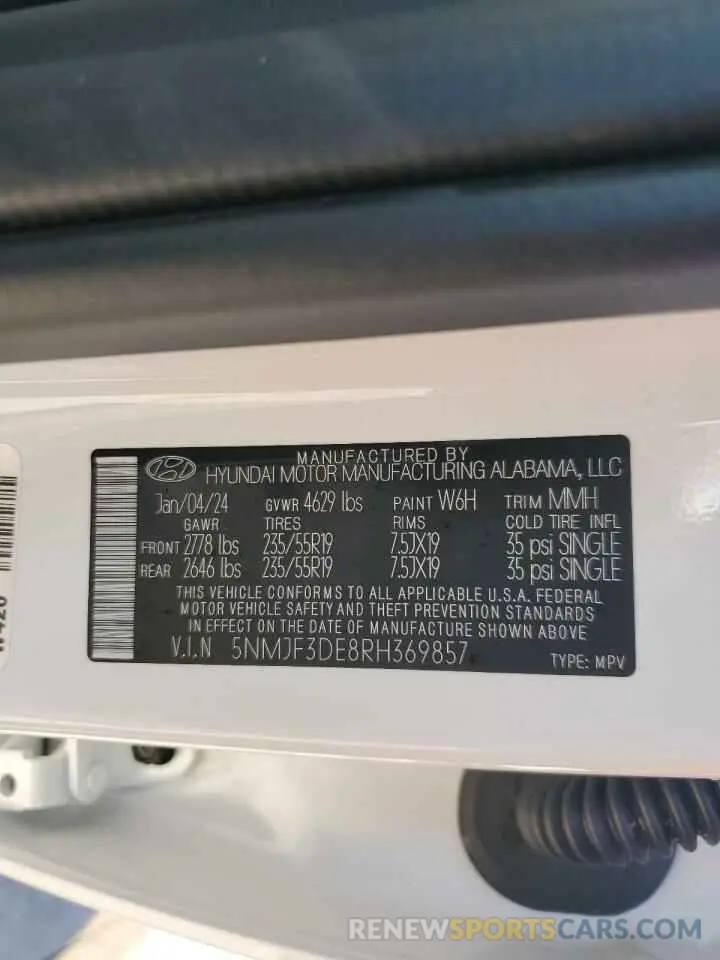 MANUFACTURED BY
HYUNDAI MOTOR MANUFACTURING ALABAMA, LLC
Jan/04/24 GVWR 4629 lbs PAINT W6H TRIM MMH
GAWR TIRES RIMS COLD TIRE INFL
FRONT 2778 lbs 235/55R19 7.5JX19 35 psi SINGLE
REAR 2646 lbs 235/55R19 7.5JX19 35 psi SINGLE
THIS VEHICLE CONFORMS TO ALL APPLICABLE U.S.A. FEDERAL
MOTOR VEHICLE SAFETY AND THEFT PREVENTION STANDARDS
IN EFFECT ON THE DATE OF MANUFACTURE SHOWN ABOVE
V.I.N 5NMJF3DE8RH369857 TYPE: MPV
RENEWSPORTSCARS.COM